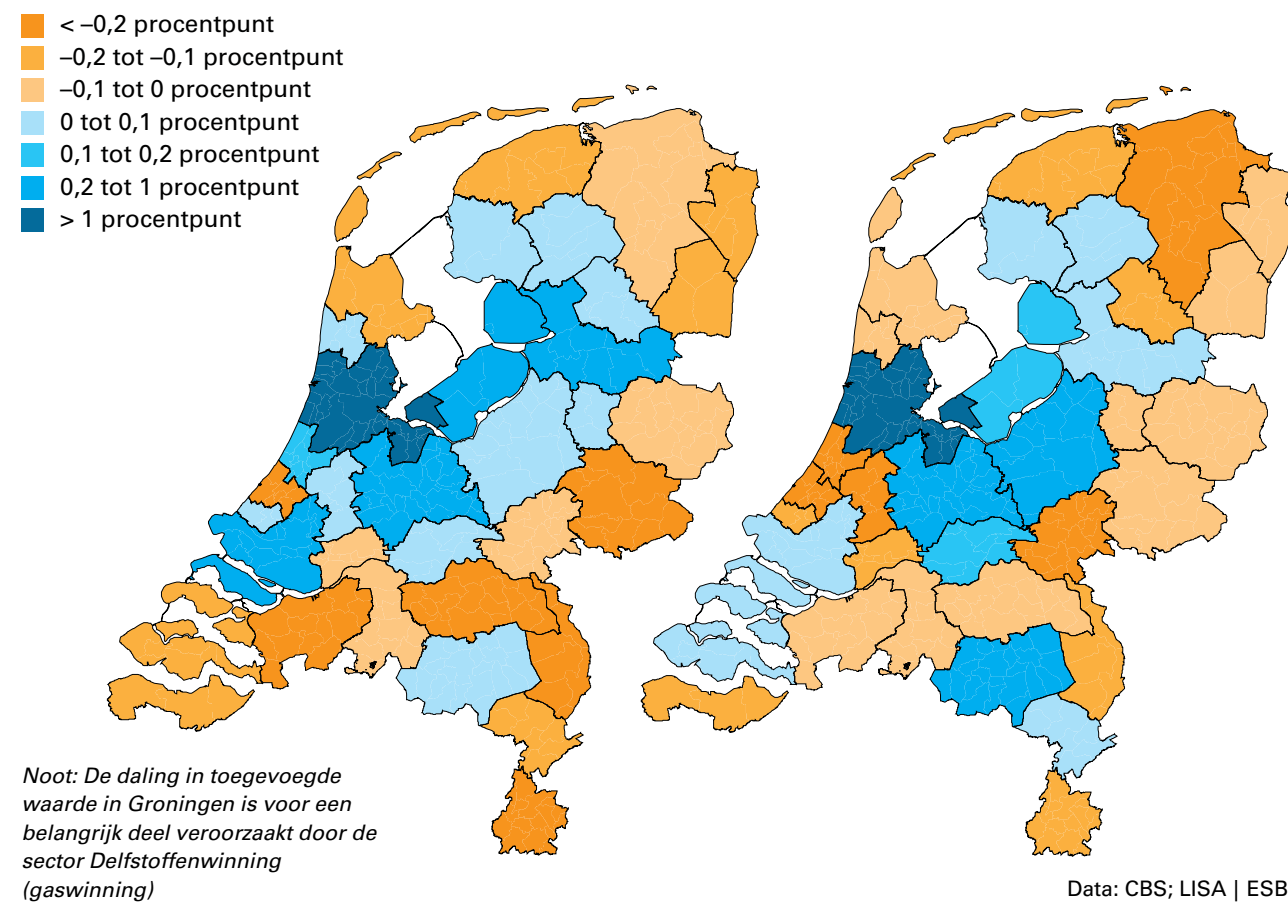 < –0,2 procentpunt
–0,2 tot –0,1 procentpunt
–0,1 tot 0 procentpunt
0 tot 0,1 procentpunt
0,1 tot 0,2 procentpunt
0,2 tot 1 procentpunt
> 1 procentpunt
Noot: De daling in toegevoegde
waarde in Groningen is voor een
belangrijk deel veroorzaakt door de
sector Delfstoffenwinning
(gaswinning)
Data: CBS; LISA | ESB